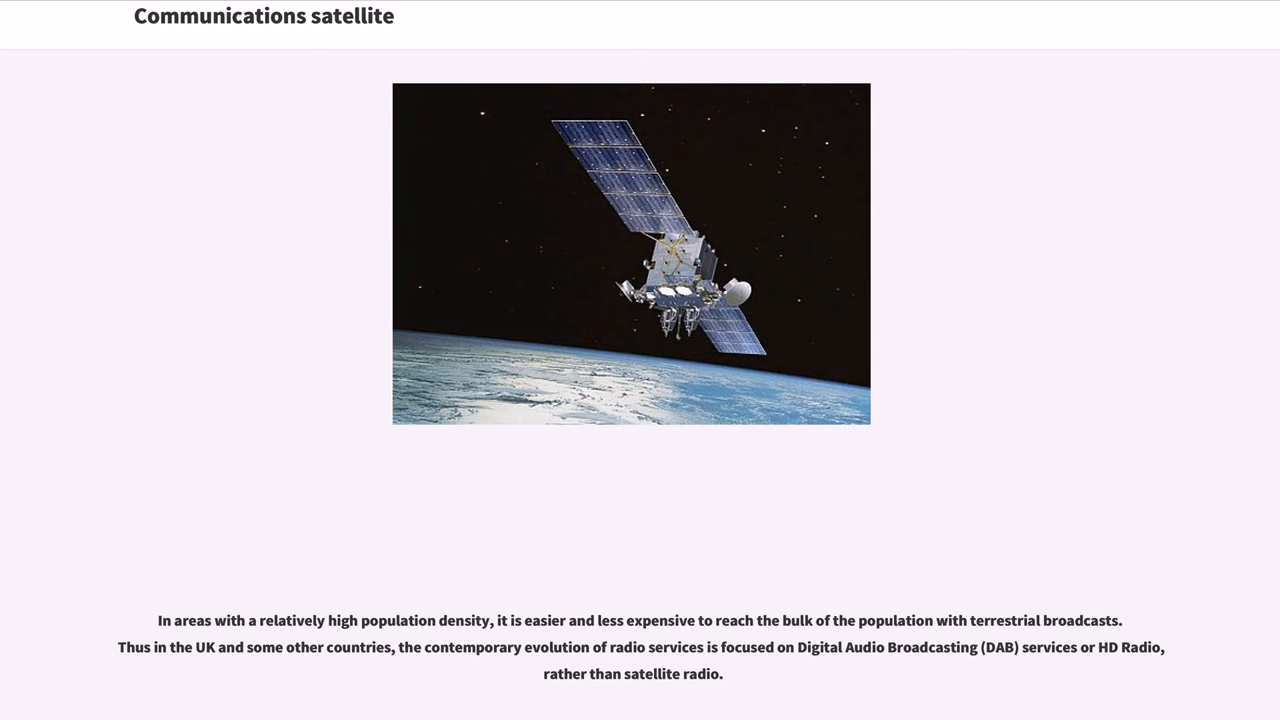 Communications satellite
In areas with a relatively high population density, it is easier and less expensive to reach the bulk of the population with terrestrial broadcasts.
Thus in the UK and some other countries, the contemporary evolution of radio services is focused on Digital Audio Broadcasting (DAB) services or HD Radio,
rather than satellite radio.